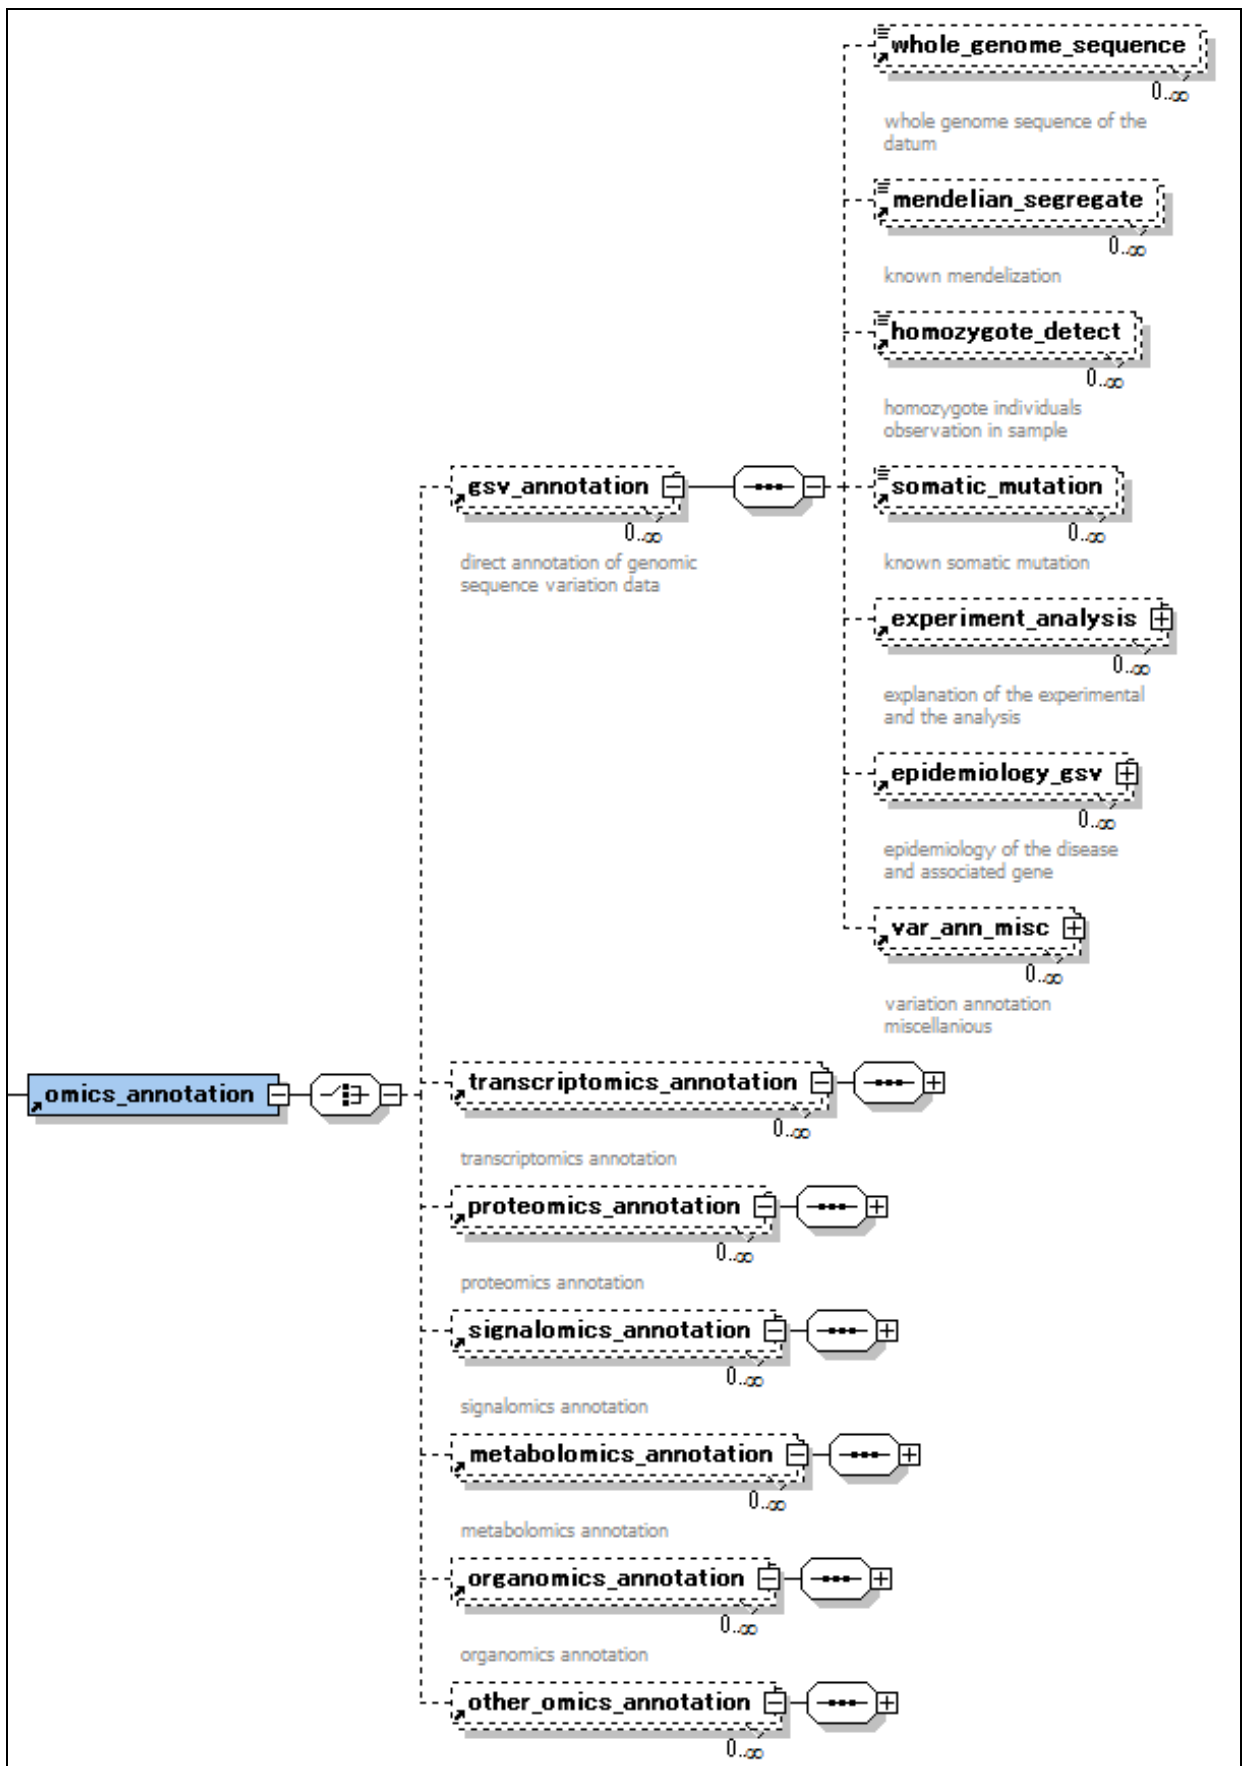 whole_genome_sequence
0..∞
whole genome sequence of the
datum
mendelian_segregate
0..∞
known mendelization
homozygote_detect
0..∞
homozygote individuals
observation in sample
gsv_annotation
0..∞
direct annotation of genomic
sequence variation data
somatic_mutation
0..∞
known somatic mutation
experiment_analysis
0..∞
explanation of the experimental
and the analysis
epidemiology_gsv
0..∞
epidemiology of the disease
and associated gene
var_ann_misc
0..∞
variation annotation
miscellanious
omics_annotation
transcriptomics_annotation
0..∞
transcriptomics annotation
proteomics_annotation
0..∞
proteomics annotation
signalomics_annotation
0..∞
signalomics annotation
metabolomics_annotation
0..∞
metabolomics annotation
organomics_annotation
0..∞
organomics annotation
other_omics_annotation
0..∞